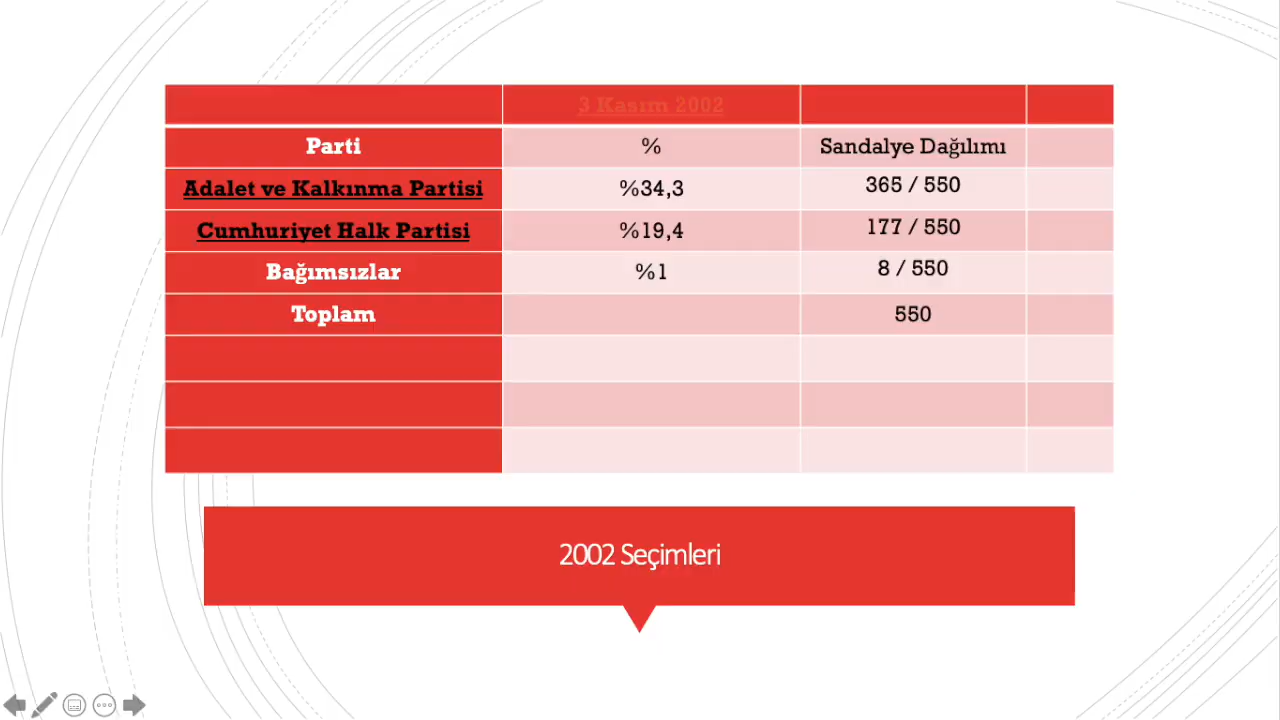 3 Kasım 2002
Parti % Sandalye Dağılımı
Adalet ve Kalkınma Partisi %34,3 365 / 550
Cumhuriyet Halk Partisi %19,4 177 / 550
Bağımsızlar %1 8 / 550
Toplam 550
2002 Seçimleri